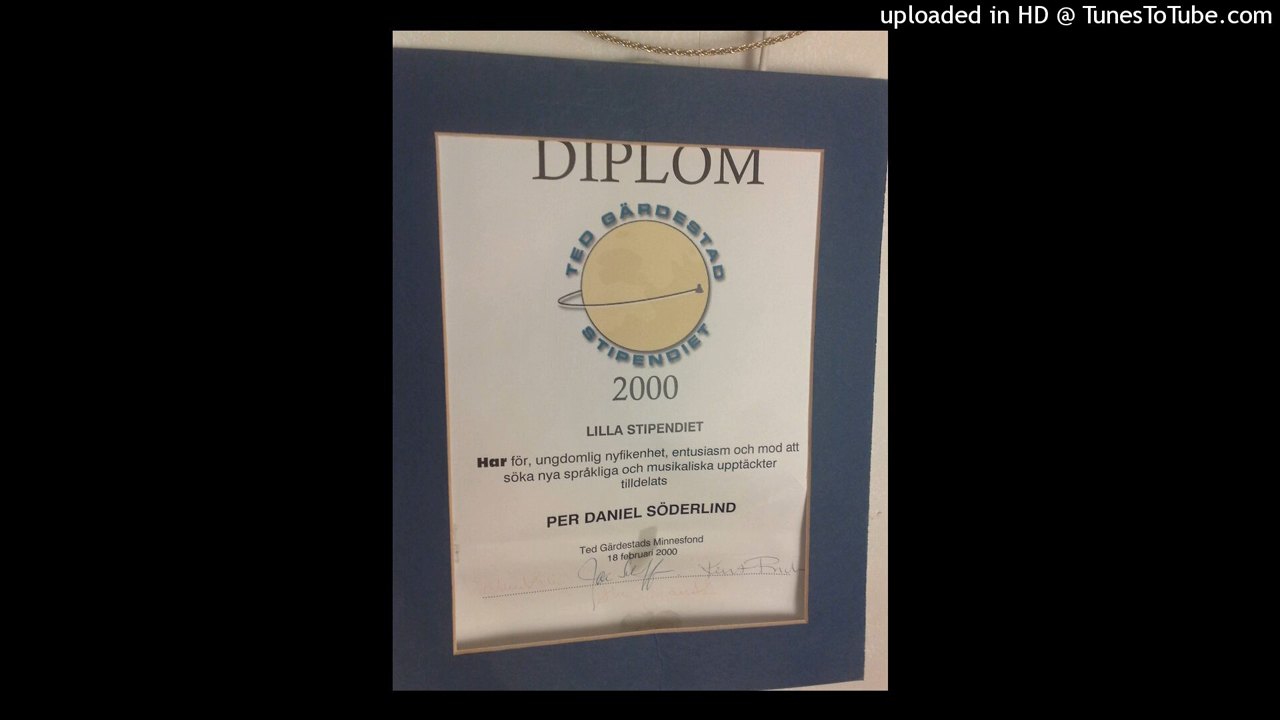 uploaded in HD @ TunesToTube.com
DIPLOM
TED GÄRDESTAD
STIPENDIET
2000
LILLA STIPENDIET
Har för, ungdomlig nyfikenhet, entusiasm och mod att
söka nya språkliga och musikaliska upptäckter
tilldelats
PER DANIEL SÖDERLIND
Ted Gärdestads Minnesfond
18 februari 2000